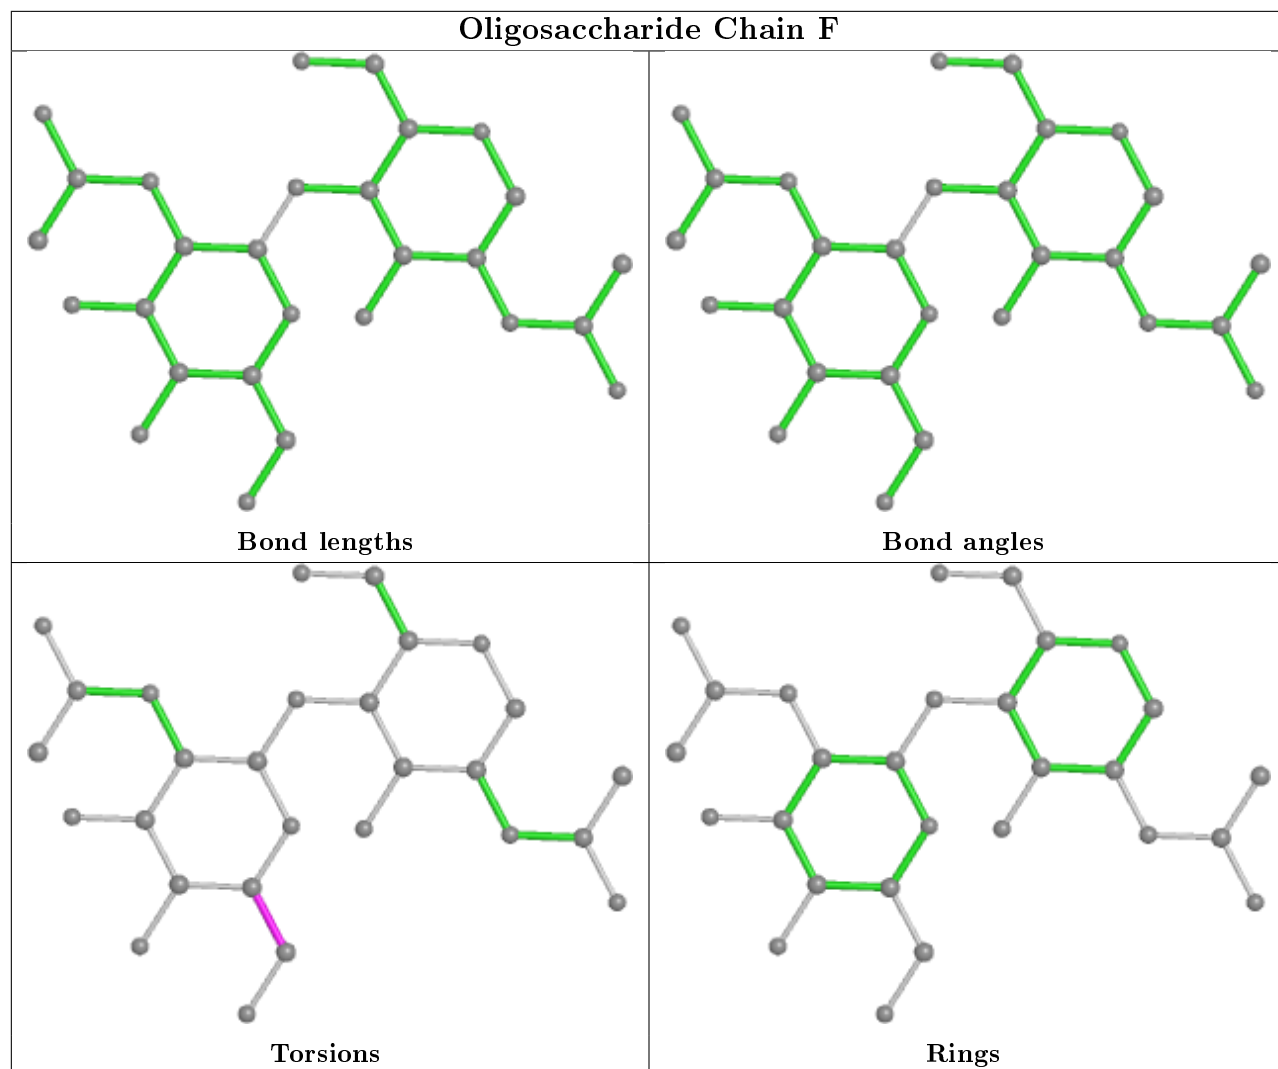 Oligosaccharide Chain F
Bond lengths
Bond angles
Torsions
Rings